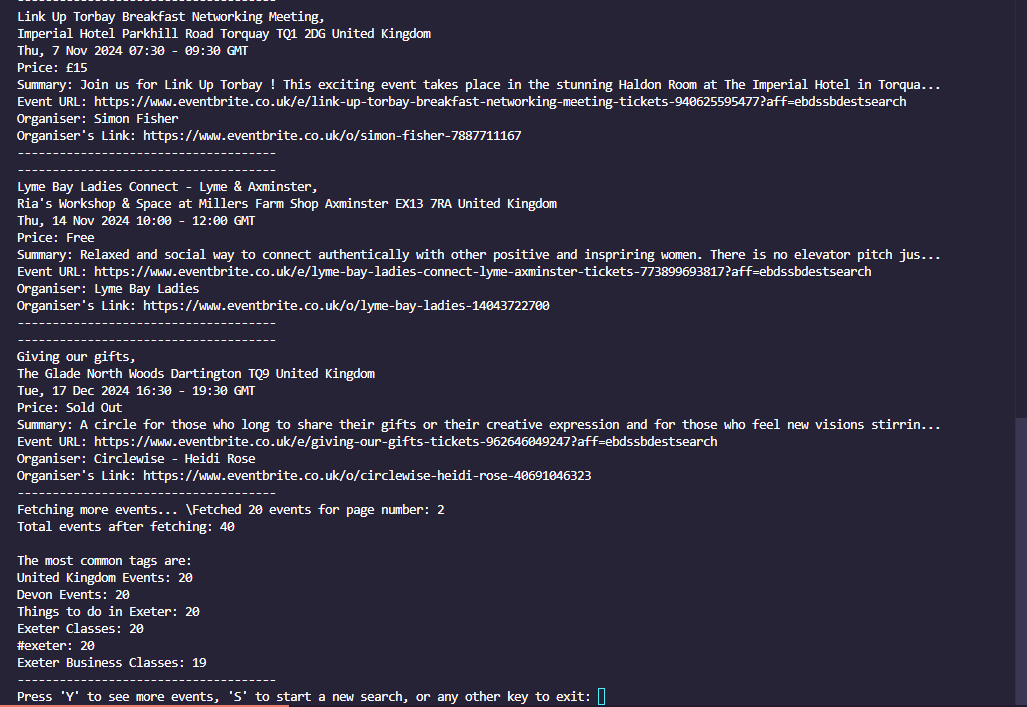 ------------------------------------
Link Up Torbay Breakfast Networking Meeting,
Imperial Hotel Parkhill Road Torquay TQ1 2DG United Kingdom
Thu, 7 Nov 2024 07:30 - 09:30 GMT
Price: £15
Summary: Join us for Link Up Torbay ! This exciting event takes place in the stunning Haldon Room at The Imperial Hotel in Torqua...
Event URL: https://www.eventbrite.co.uk/e/link-up-torbay-breakfast-networking-meeting-tickets-940625595477?aff=ebdssbdestsearch
Organiser: Simon Fisher
Organiser's Link: https://www.eventbrite.co.uk/o/simon-fisher-7887711167
-------------------------------------
-------------------------------------
Lyme Bay Ladies Connect - Lyme & Axminster,
Ria's Workshop & Space at Millers Farm Shop Axminster EX13 7RA United Kingdom
Thu, 14 Nov 2024 10:00 - 12:00 GMT
Price: Free
Summary: Relaxed and social way to connect authentically with other positive and inspriring women. There is no elevator pitch jus...
Event URL: https://www.eventbrite.co.uk/e/lyme-bay-ladies-connect-lyme-axminster-tickets-773899693817?aff=ebdssbdestsearch
Organiser: Lyme Bay Ladies
Organiser's Link: https://www.eventbrite.co.uk/o/lyme-bay-ladies-14043722700
-------------------------------------
-------------------------------------
Giving our gifts,
The Glade North Woods Dartington TQ9 United Kingdom
Tue, 17 Dec 2024 16:30 - 19:30 GMT
Price: Sold Out
Summary: A circle for those who long to share their gifts or their creative expression and for those who feel new visions stirrin...
Event URL: https://www.eventbrite.co.uk/e/giving-our-gifts-tickets-962646049247?aff=ebdssbdestsearch
Organiser: Circlewise - Heidi Rose
Organiser's Link: https://www.eventbrite.co.uk/o/circlewise-heidi-rose-40691046323
-------------------------------------
Fetching more events... \Fetched 20 events for page number: 2
Total events after fetching: 40
The most common tags are:
United Kingdom Events: 20
Devon Events: 20
Things to do in Exeter: 20
Exeter Classes: 20
#exeter: 20
Exeter Business Classes: 19
-------------------------------------
Press 'Y' to see more events, 'S' to start a new search, or any other key to exit: